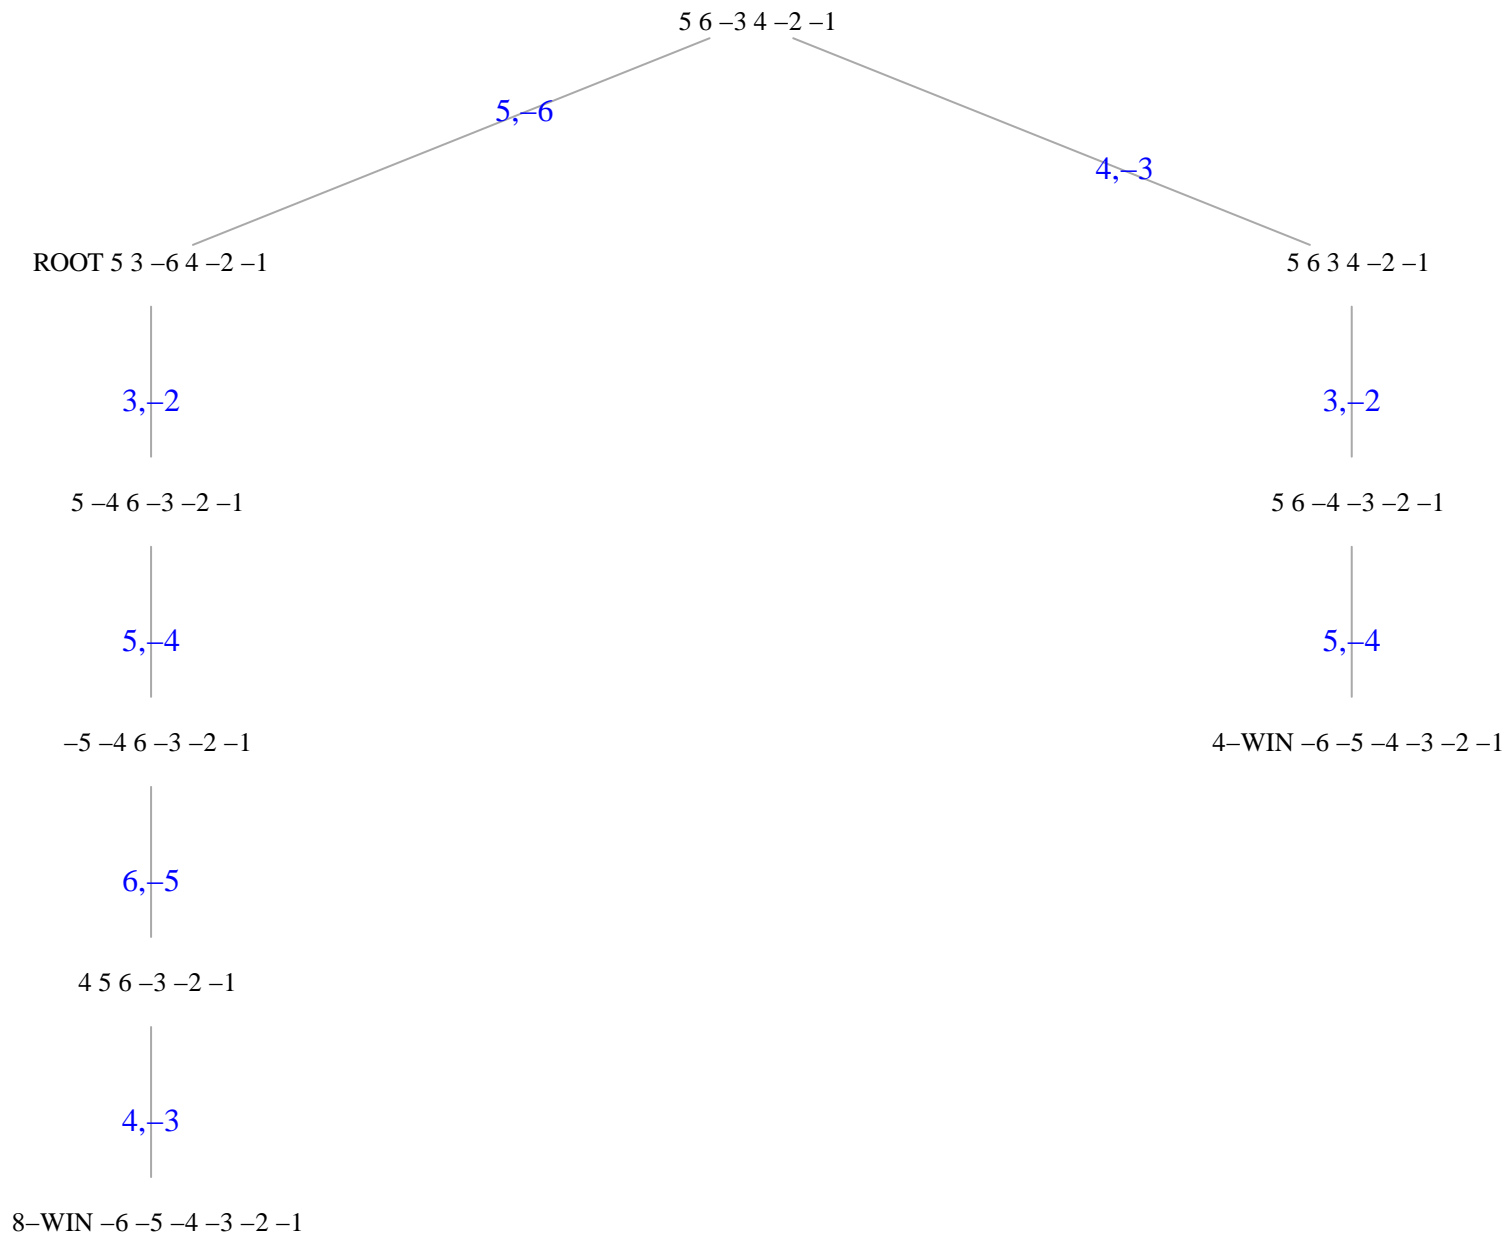 5 6 –3 4 –2 –1
5,–6
4,–3
ROOT 5 3 –6 4 –2 –1
5 6 3 4 –2 –1
3,–2
3,–2
5 –4 6 –3 –2 –1
5 6 –4 –3 –2 –1
5,–4
5,–4
–5 –4 6 –3 –2 –1
4–WIN –6 –5 –4 –3 –2 –1
6,–5
4 5 6 –3 –2 –1
4,–3
8–WIN –6 –5 –4 –3 –2 –1